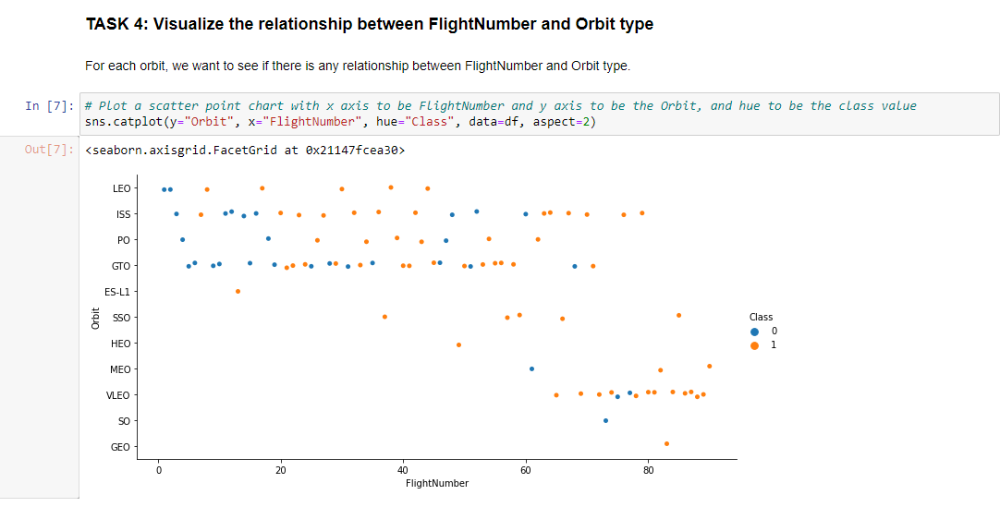 TASK 4: Visualize the relationship between FlightNumber and Orbit type
For each orbit, we want to see if there is any relationship between FlightNumber and Orbit type.
In [7]: # Plot a scatter point chart with x axis to be FlightNumber and y axis to be the Orbit, and hue to be the class value
sns.catplot(y="Orbit", x="FlightNumber", hue="Class", data=df, aspect=2)
Out[7]: <seaborn.axisgrid.FacetGrid at 0x21147fcea30>
LEO
ISS
PO
GTO
ES-L1
SSO
HEO
MEO
VLEO
SO
GEO
Orbit
0 20 40 60 80
FlightNumber
Class
0
1